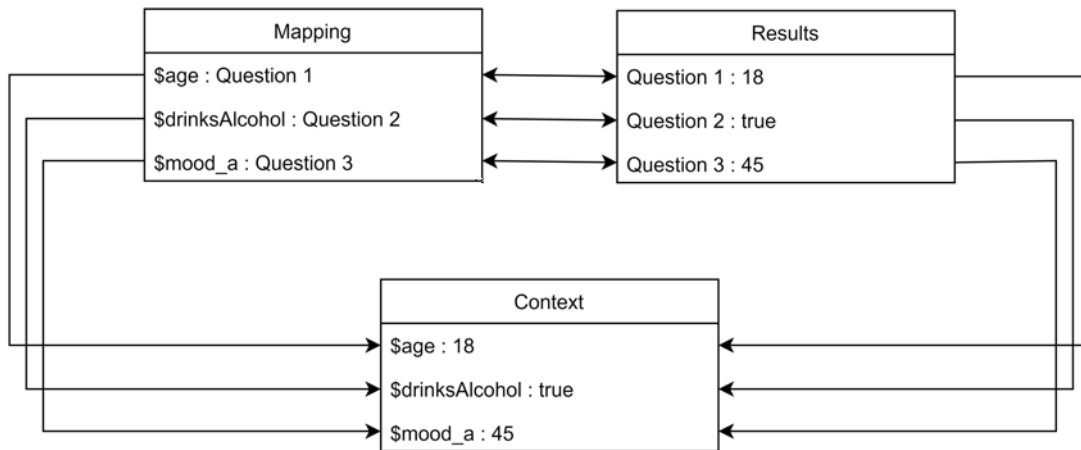 Mapping
$age : Question 1
$drinksAlcohol : Question 2
$mood_a : Question 3
Results
Question 1 : 18
Question 2 : true
Question 3 : 45
Context
$age : 18
$drinksAlcohol : true
$mood_a : 45